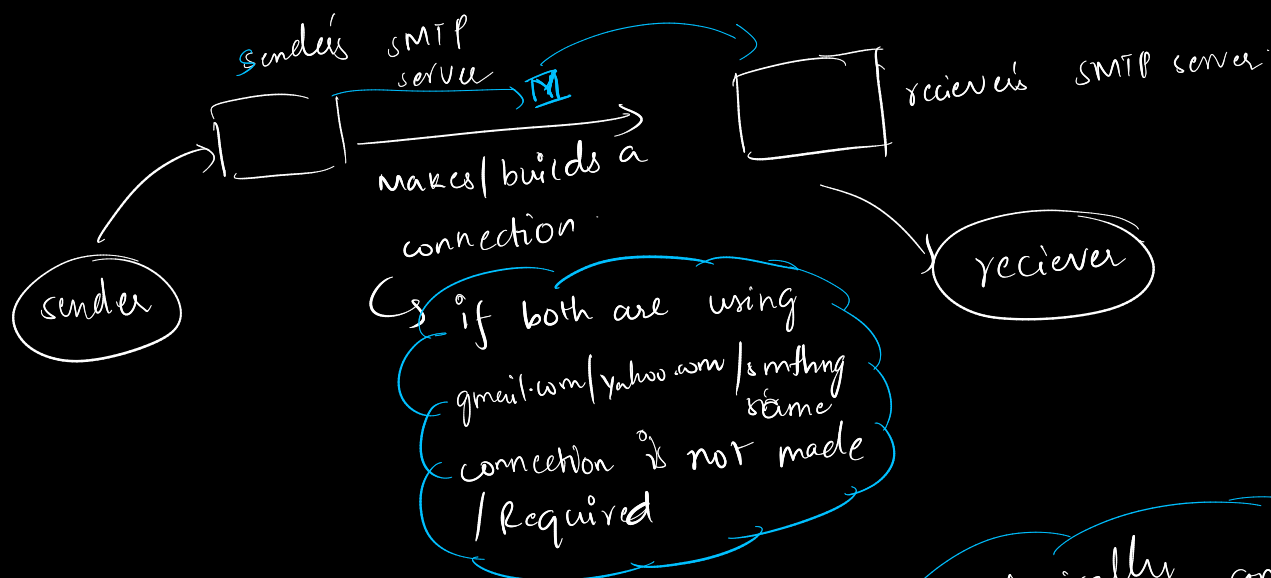 sender's SMTP
server
reciever's SMTP server
makes/builds a
connection
sender
reciever
if both are using
gmail.com/yahoo.com/smthng
same
conncetion is not made
/Required